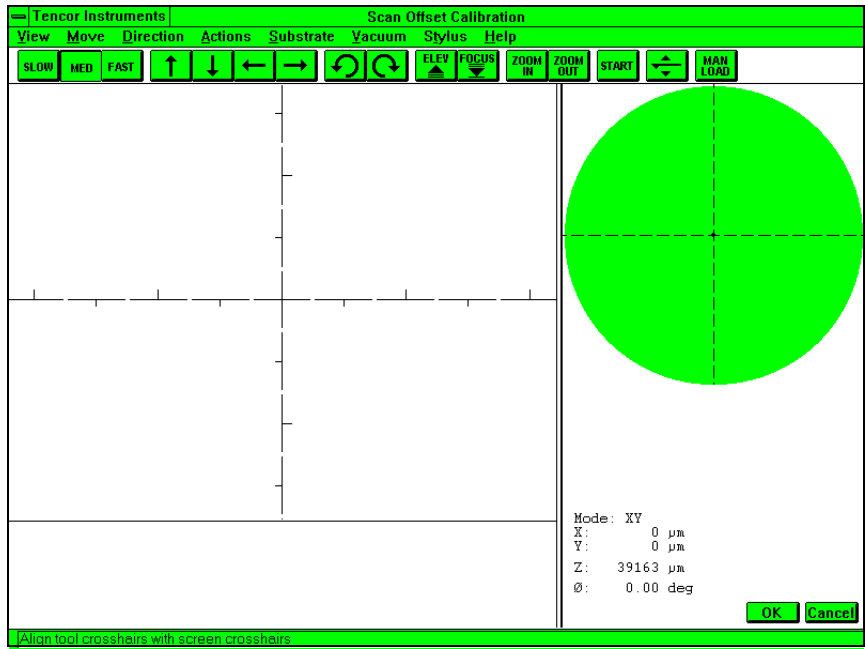 Tencor Instruments Scan Offset Calibration
View Move Direction Actions Substrate Vacuum Stylus Help
SLOW MED FAST ELEV FOCUS ZOOM IN ZOOM OUT START MAN LOAD
Mode: XY
X: 0 µm
Y: 0 µm
Z: 39163 µm
Ø: 0.00 deg
OK Cancel
Align tool crosshairs with screen crosshairs